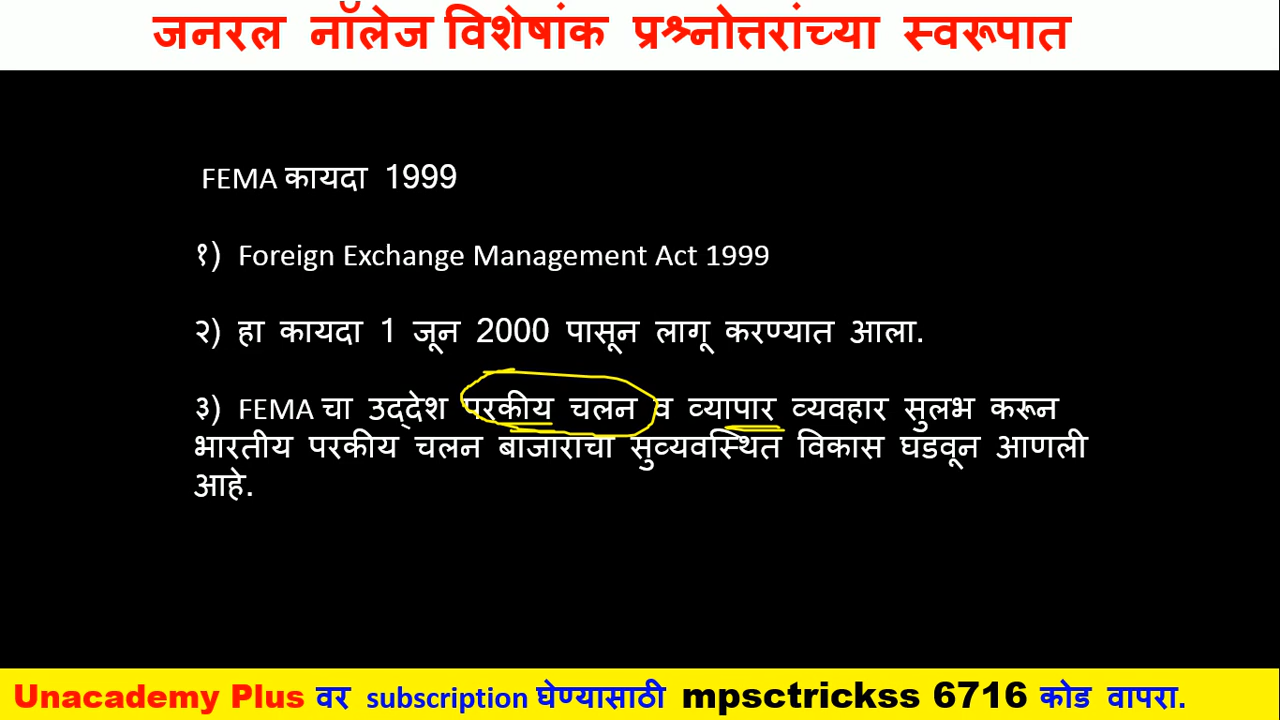 जनरल नॉलेज विशेषांक प्रश्नोत्तरांच्या स्वरूपात
FEMA कायदा 1999
१) Foreign Exchange Management Act 1999
२) हा कायदा 1 जून 2000 पासून लागू करण्यात आला.
३) FEMA चा उद्देश परकीय चलन व व्यापार व्यवहार सुलभ करून
भारतीय परकीय चलन बाजाराचा सुव्यवस्थित विकास घडवून आणली
आहे.
Unacademy Plus वर subscription घेण्यासाठी mpsctrickss 6716 कोड वापरा.